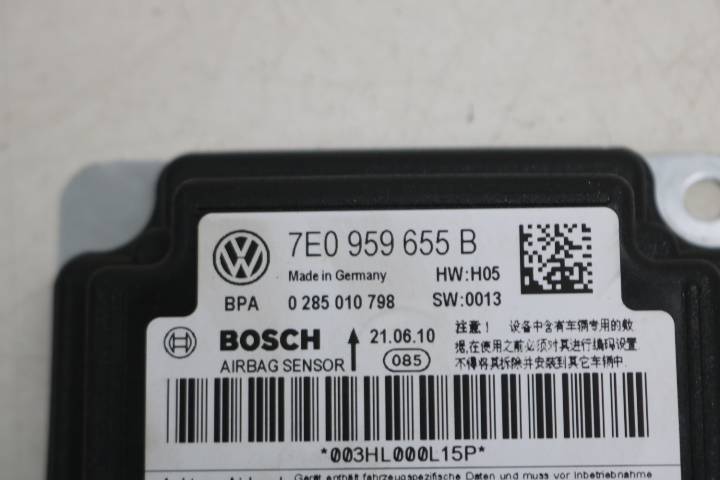 7E0 959 655 B
Made in Germany HW:H05
BPA 0 285 010 798 SW:0013
BOSCH 21.06.10
AIRBAG SENSOR 085
注意！ 设备中含有车辆专用的数
据,在使用之前必须对其进行编码设置
不得将其拆除并安装到其它车辆中.
*003HL000L15P*
Gerät enthält fahrzeugspezifische Daten und muss vor Inbetriebnahme